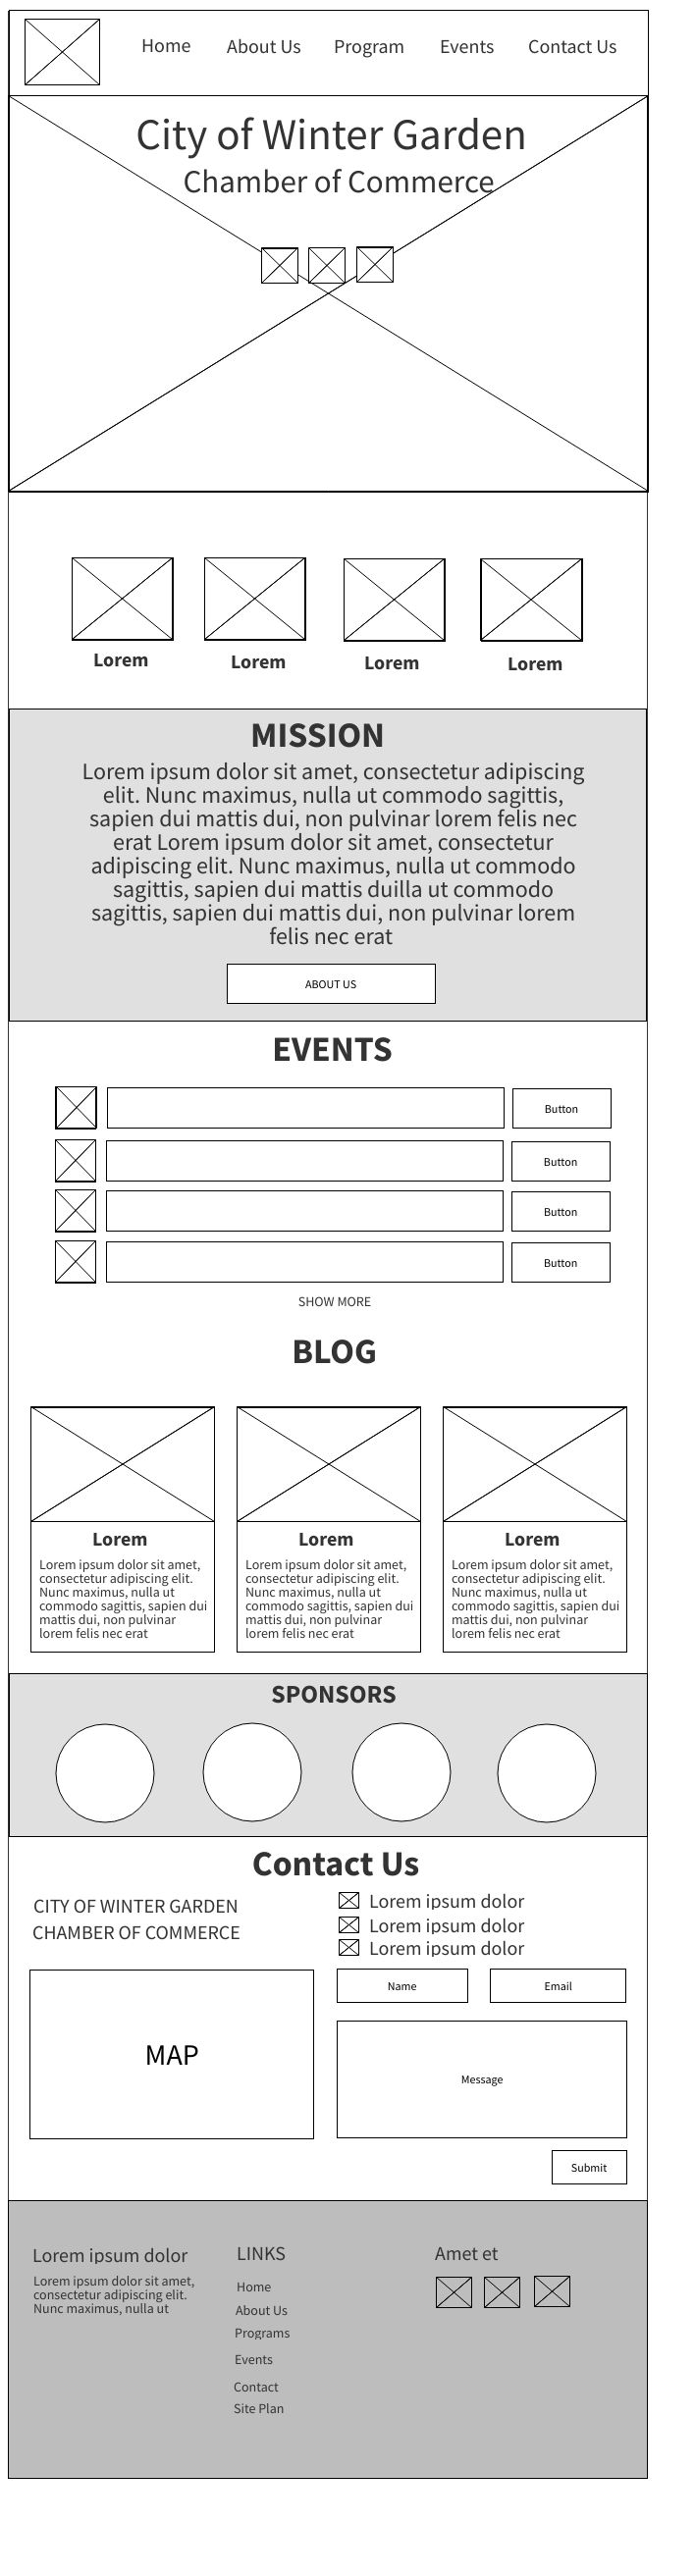 Home About Us Program Events Contact Us
City of Winter Garden
Chamber of Commerce
Lorem Lorem Lorem Lorem
MISSION
Lorem ipsum dolor sit amet, consectetur adipiscing
elit. Nunc maximus, nulla ut commodo sagittis,
sapien dui mattis dui, non pulvinar lorem felis nec
erat Lorem ipsum dolor sit amet, consectetur
adipiscing elit. Nunc maximus, nulla ut commodo
sagittis, sapien dui mattis duilla ut commodo
sagittis, sapien dui mattis dui, non pulvinar lorem
felis nec erat
ABOUT US
EVENTS
Button
Button
Button
Button
SHOW MORE
BLOG
Lorem
Lorem ipsum dolor sit amet,
consectetur adipiscing elit.
Nunc maximus, nulla ut
commodo sagittis, sapien dui
mattis dui, non pulvinar
lorem felis nec erat
Lorem
Lorem ipsum dolor sit amet,
consectetur adipiscing elit.
Nunc maximus, nulla ut
commodo sagittis, sapien dui
mattis dui, non pulvinar
lorem felis nec erat
Lorem
Lorem ipsum dolor sit amet,
consectetur adipiscing elit.
Nunc maximus, nulla ut
commodo sagittis, sapien dui
mattis dui, non pulvinar
lorem felis nec erat
SPONSORS
Contact Us
CITY OF WINTER GARDEN
CHAMBER OF COMMERCE
MAP
Lorem ipsum dolor
Lorem ipsum dolor
Lorem ipsum dolor
Name Email
Message
Submit
Lorem ipsum dolor
Lorem ipsum dolor sit amet,
consectetur adipiscing elit.
Nunc maximus, nulla ut
LINKS
Home
About Us
Programs
Events
Contact
Site Plan
Amet et